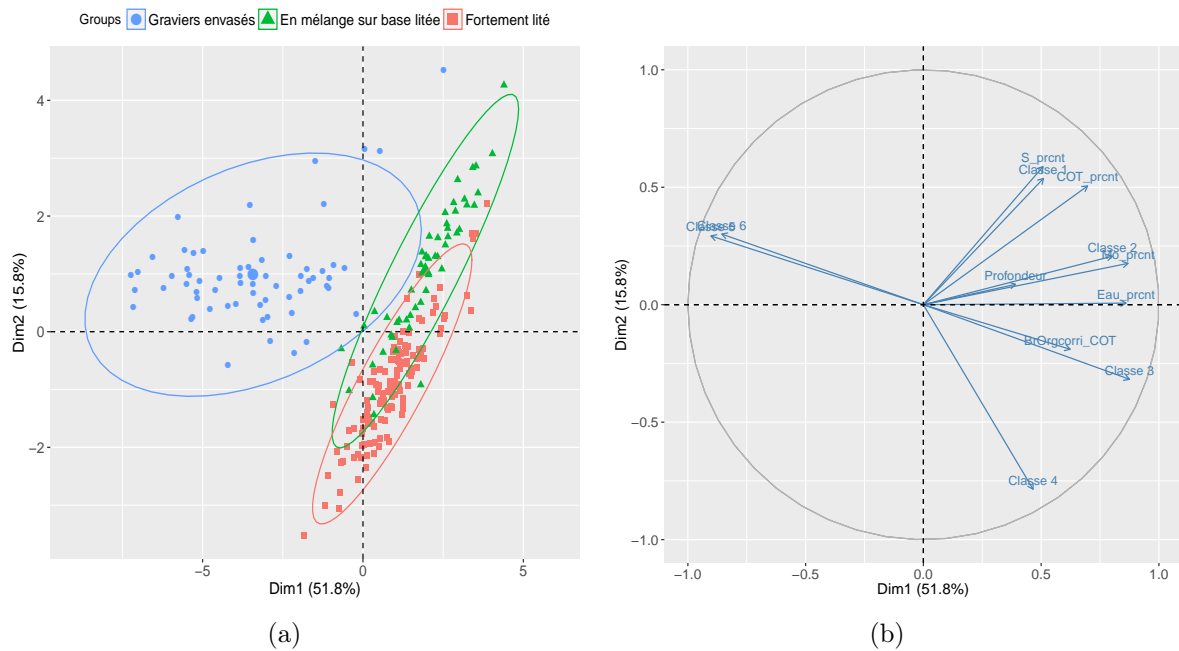 Groups Graviers envasés En mélange sur base litée Fortement lité
4
2
0
−2
−5 0 5
Dim1 (51.8%)
Dim2 (15.8%)
(a)
1.0
0.5
0.0
−0.5
−1.0
−1.0 −0.5 0.0 0.5 1.0
Dim1 (51.8%)
Dim2 (15.8%)
S_prcnt
Classe 1
COT_prcnt
Classe 6
Classe 2
Profondeur
Eau_prcnt
BrOrgcorri_COT
Classe 3
Classe 4
(b)